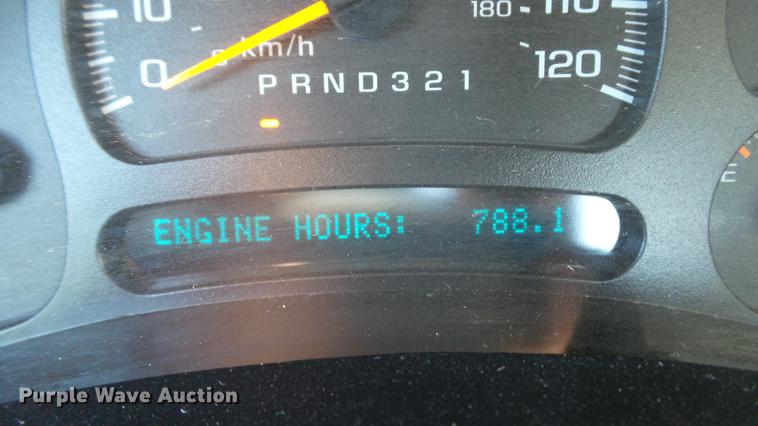 10 180 110
0 km/h 120
PRND321
E
ENGINE HOURS: 788.1
Purple Wave Auction